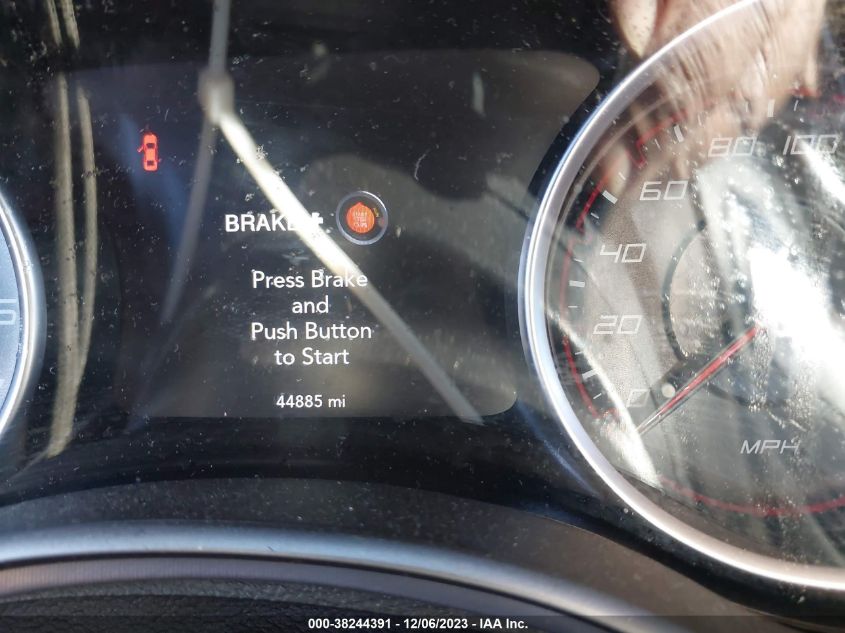 BRAKE +
Press Brake
and
Push Button
to Start
44885 mi
5
0
20
40
60
80
100
MPH
000-38244391 - 12/06/2023 - IAA Inc.